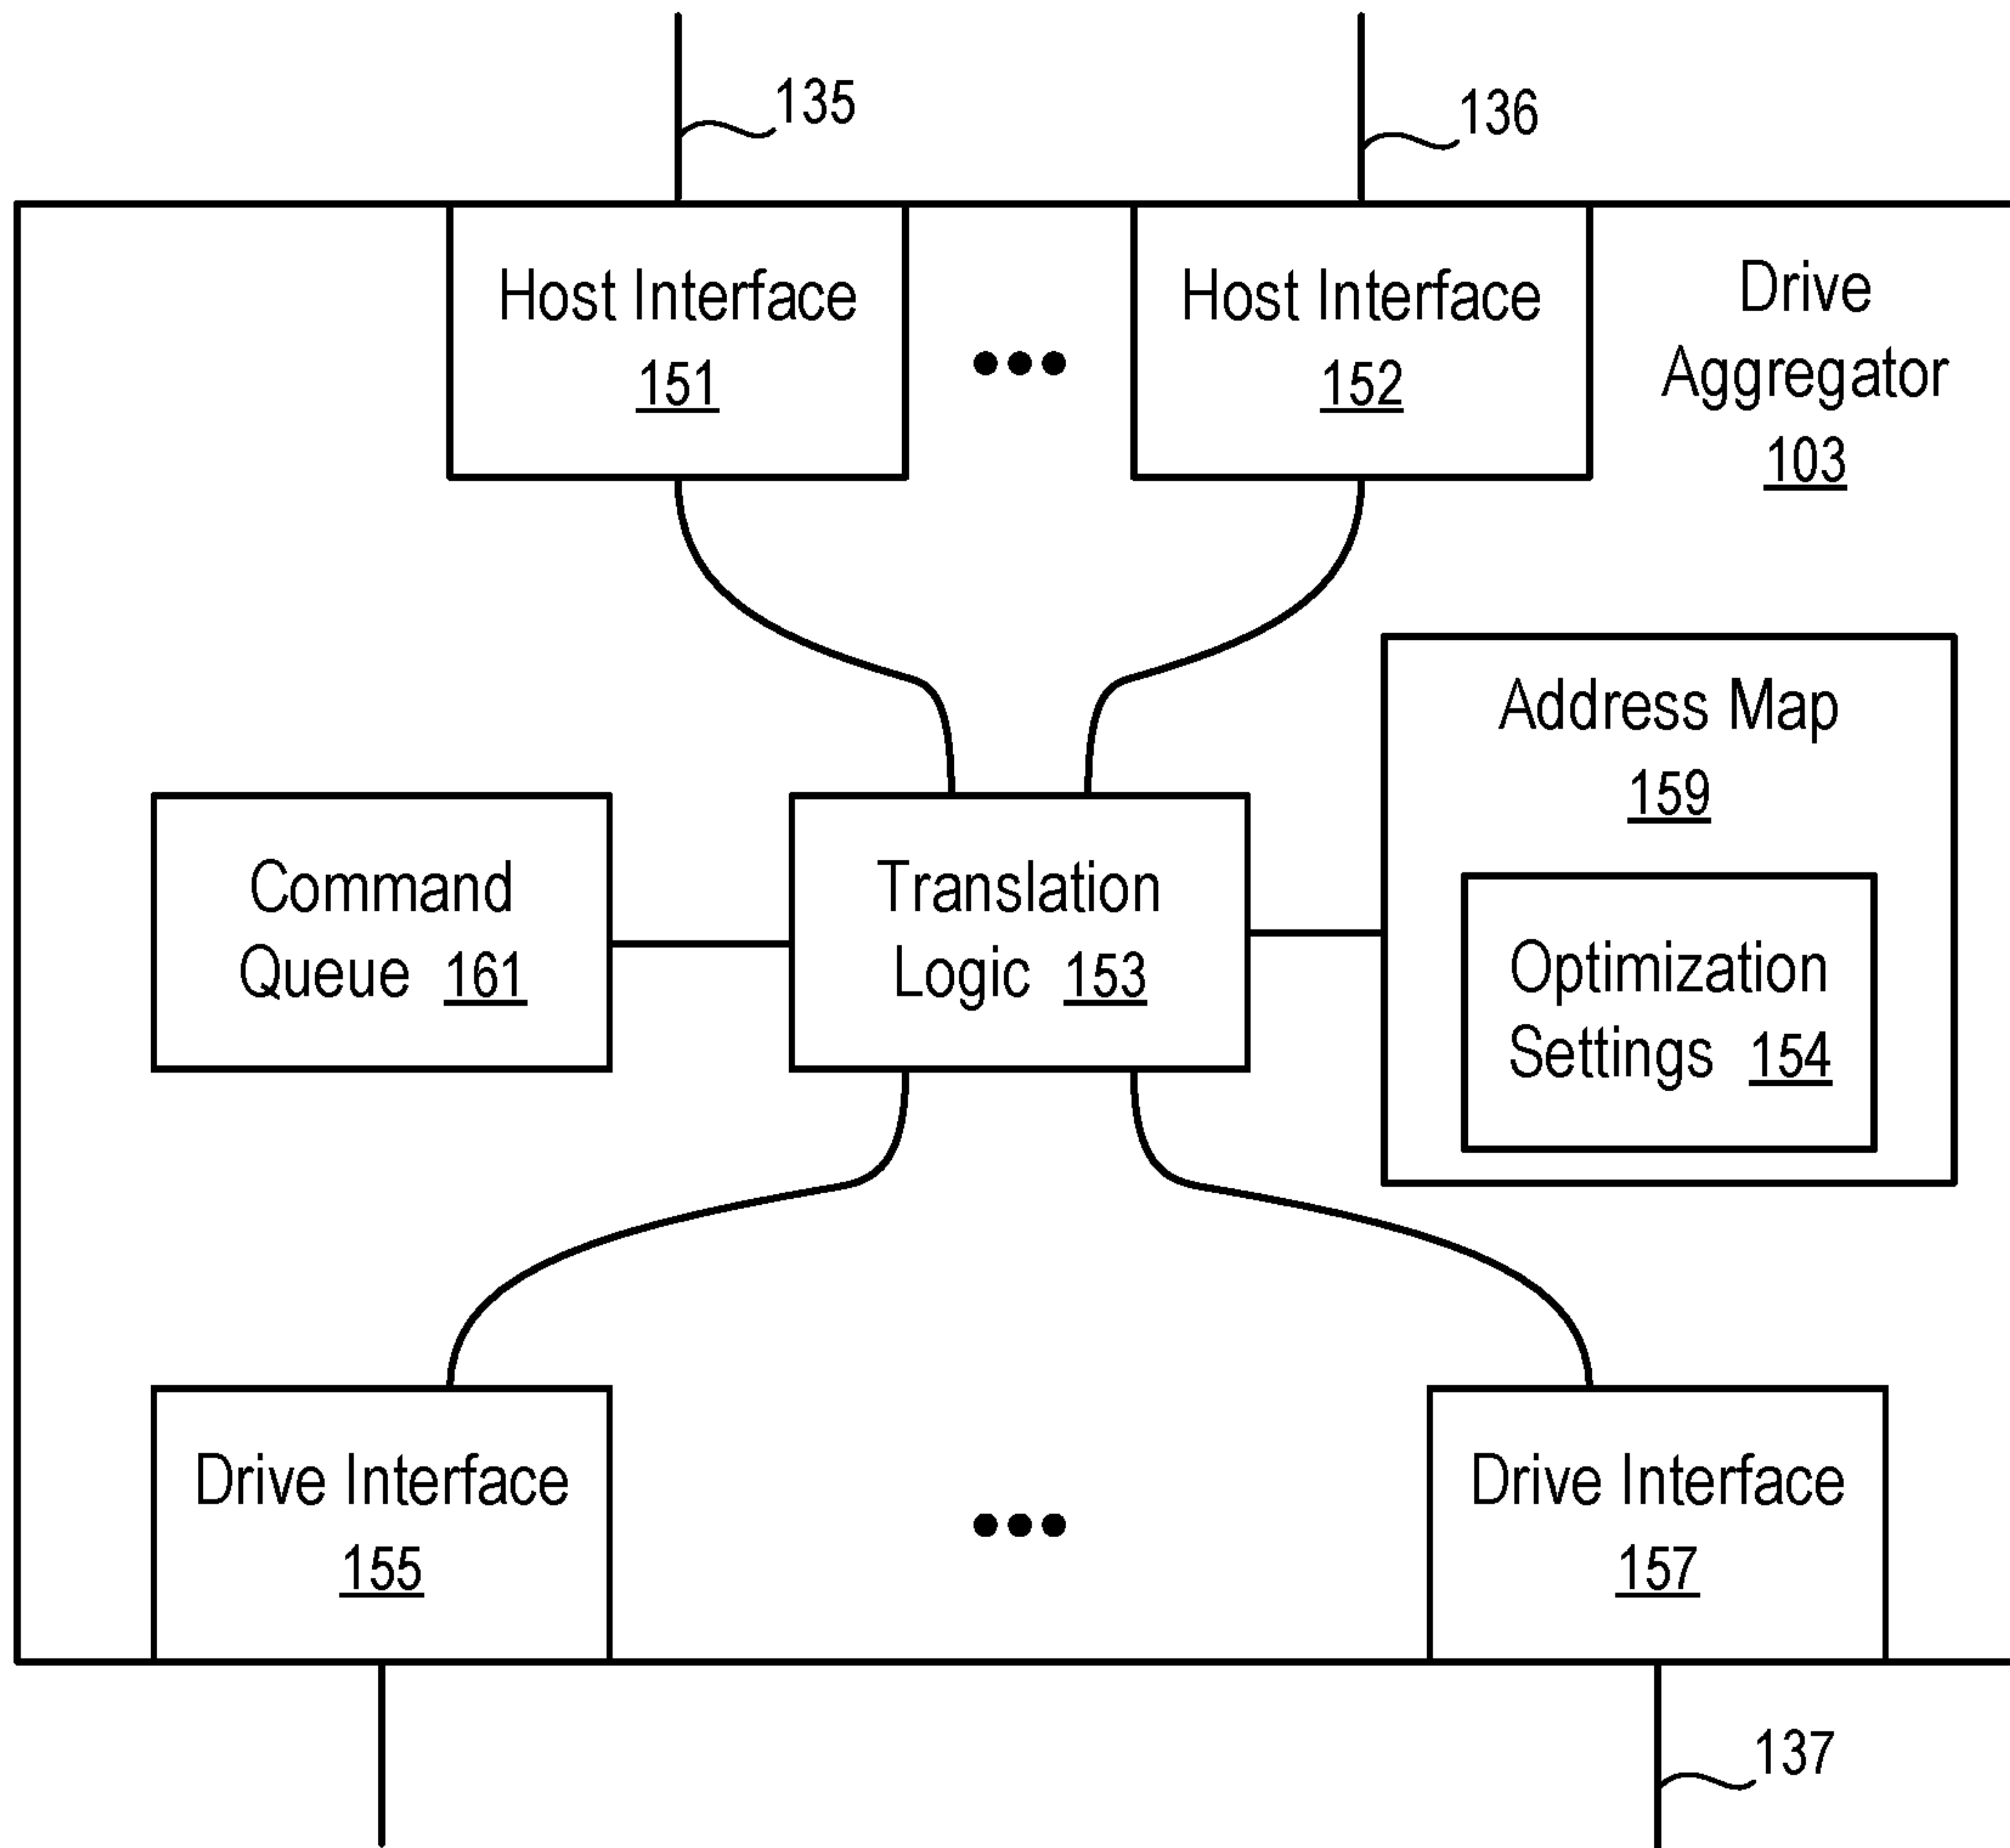 135
136
Host Interface
151
Host Interface
152
Drive
Aggregator
103
Address Map
159
Command
Queue 161
Translation
Logic 153
Optimization
Settings 154
Drive Interface
155
Drive Interface
157
137